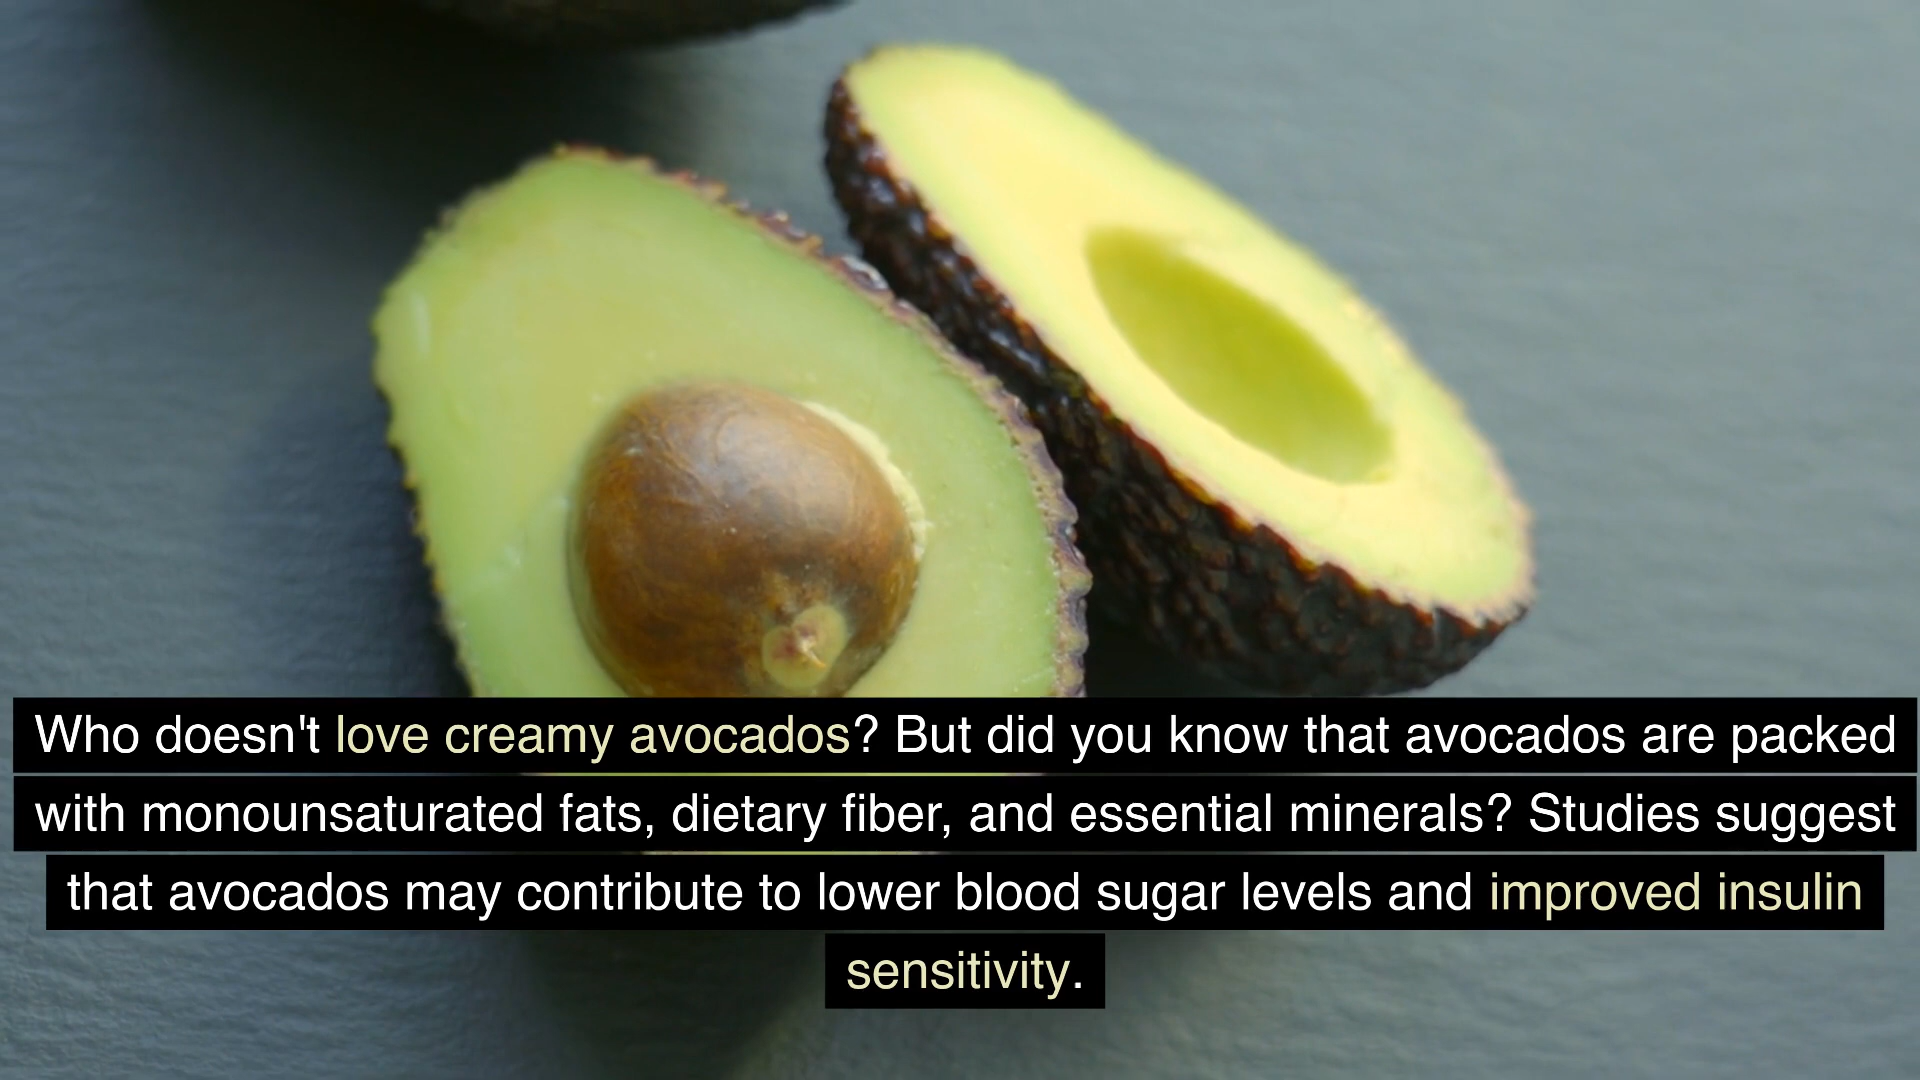 Who doesn't love creamy avocados? But did you know that avocados are packed
with monounsaturated fats, dietary fiber, and essential minerals? Studies suggest
that avocados may contribute to lower blood sugar levels and improved insulin
sensitivity.